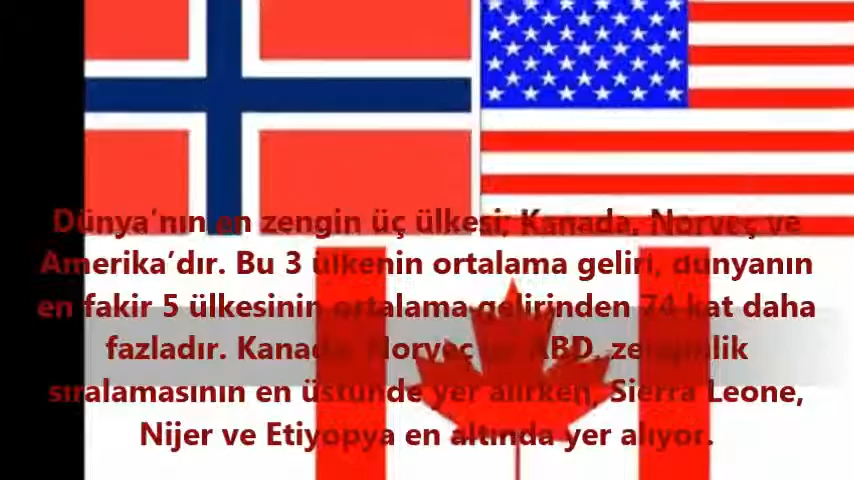 Dünya'nın en zengin üç ülkesi; Kanada, Norveç ve
Amerika'dır. Bu 3 ülkenin ortalama geliri, dünyanın
en fakir 5 ülkesinin ortalama gelirinden 74 kat daha
fazladır. Kanada, Norveç ve ABD, zenginlik
sıralamasının en üstünde yer alırken, Sierra Leone,
Nijer ve Etiyopya en altında yer alıyor.